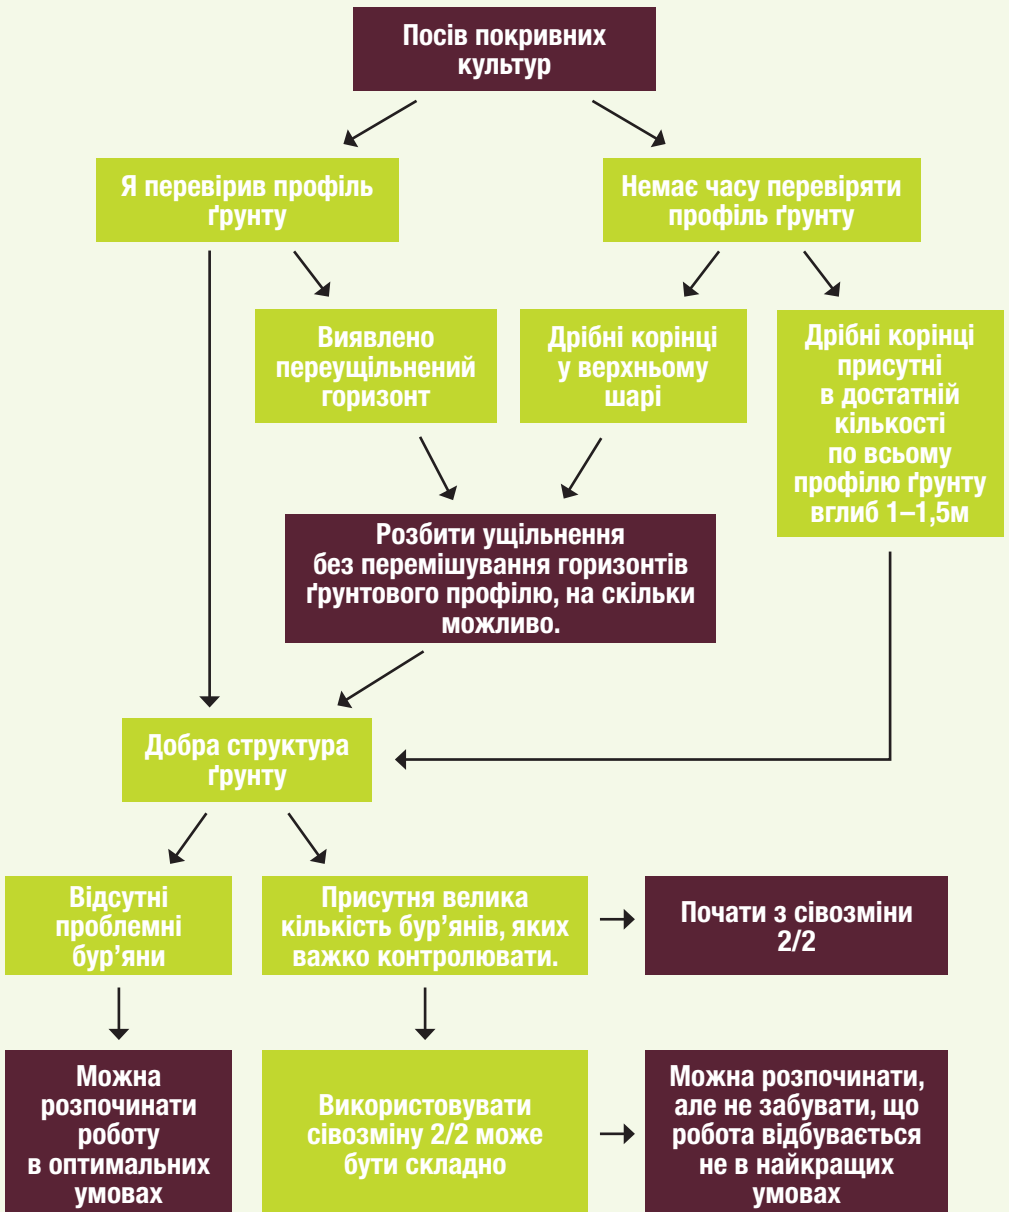 Посів покривних
культур
Я перевірив профіль
ґрунту
Немає часу перевіряти
профіль ґрунту
Виявлено
переущільнений
горизонт
Дрібні корінці
у верхньому
шарі
Дрібні корінці
присутні
в достатній
кількості
по всьому
профілю ґрунту
вглиб 1–1,5м
Розбити ущільнення
без перемішування горизонтів
ґрунтового профілю, на скільки
можливо.
Добра структура
ґрунту
Відсутні
проблемні
бур’яни
Присутня велика
кількість бур’янів, яких
важко контролювати.
Почати з сівозміни
2/2
Можна
розпочинати
роботу
в оптимальних
умовах
Використовувати
сівозміну 2/2 може
бути складно
Можна розпочинати,
але не забувати, що
робота відбувається
не в найкращих
умовах